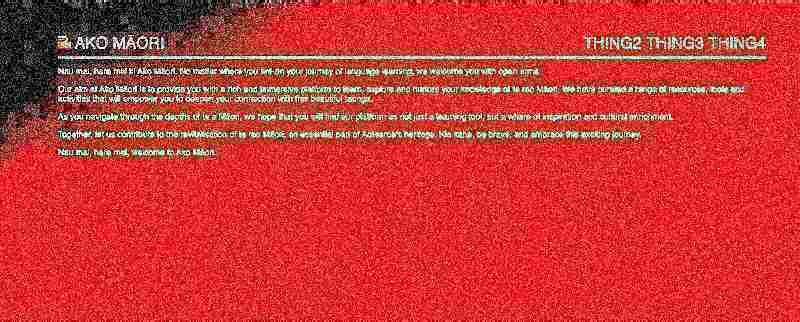 AKO MĀORI
THING2 THING3 THING4
Nau mai, haere mai ki Ako Māori. No matter where you are on your journey of language learning, we welcome you with open arms.
Our aim at Ako Māori is to provide you with a rich and immersive platform to learn, explore and nurture your knowledge of te reo Māori. We have curated a range of resources, tools and
activities that will empower you to deepen your connection with this beautiful taonga.
As you navigate through the depths of te ao Māori, we hope that you will find our platform as not just a learning tool, but a where of inspiration and cultural enrichment.
Together, let us contribute to the revitalisation of te reo Māori, an essential part of Aotearoa's heritage. Kia kaha, be brave, and embrace this exciting journey.
Nau mai, haere mai, welcome to Ako Māori.